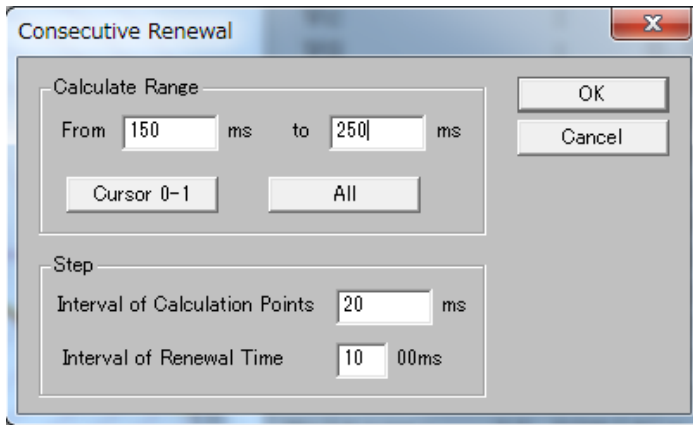 Consecutive Renewal
Calculate Range
From 150 ms to 250 ms
Cursor 0-1 All
OK
Cancel
Step
Interval of Calculation Points 20 ms
Interval of Renewal Time 10 00ms